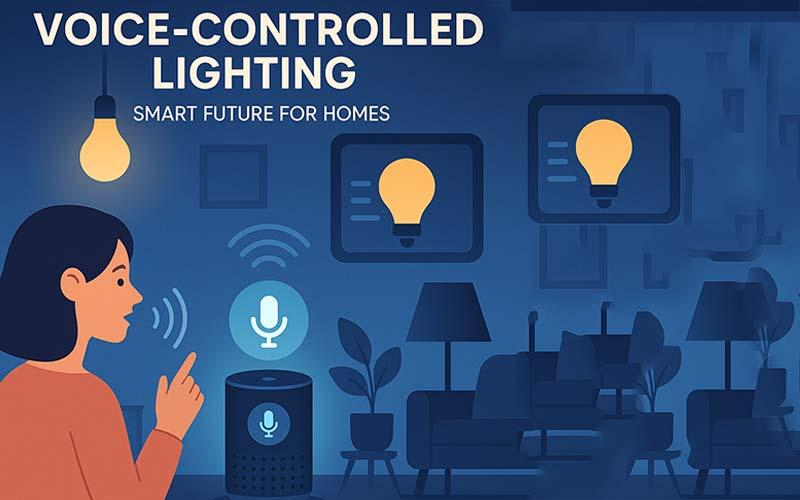 VOICE-CONTROLLED
LIGHTING
SMART FUTURE FOR HOMES